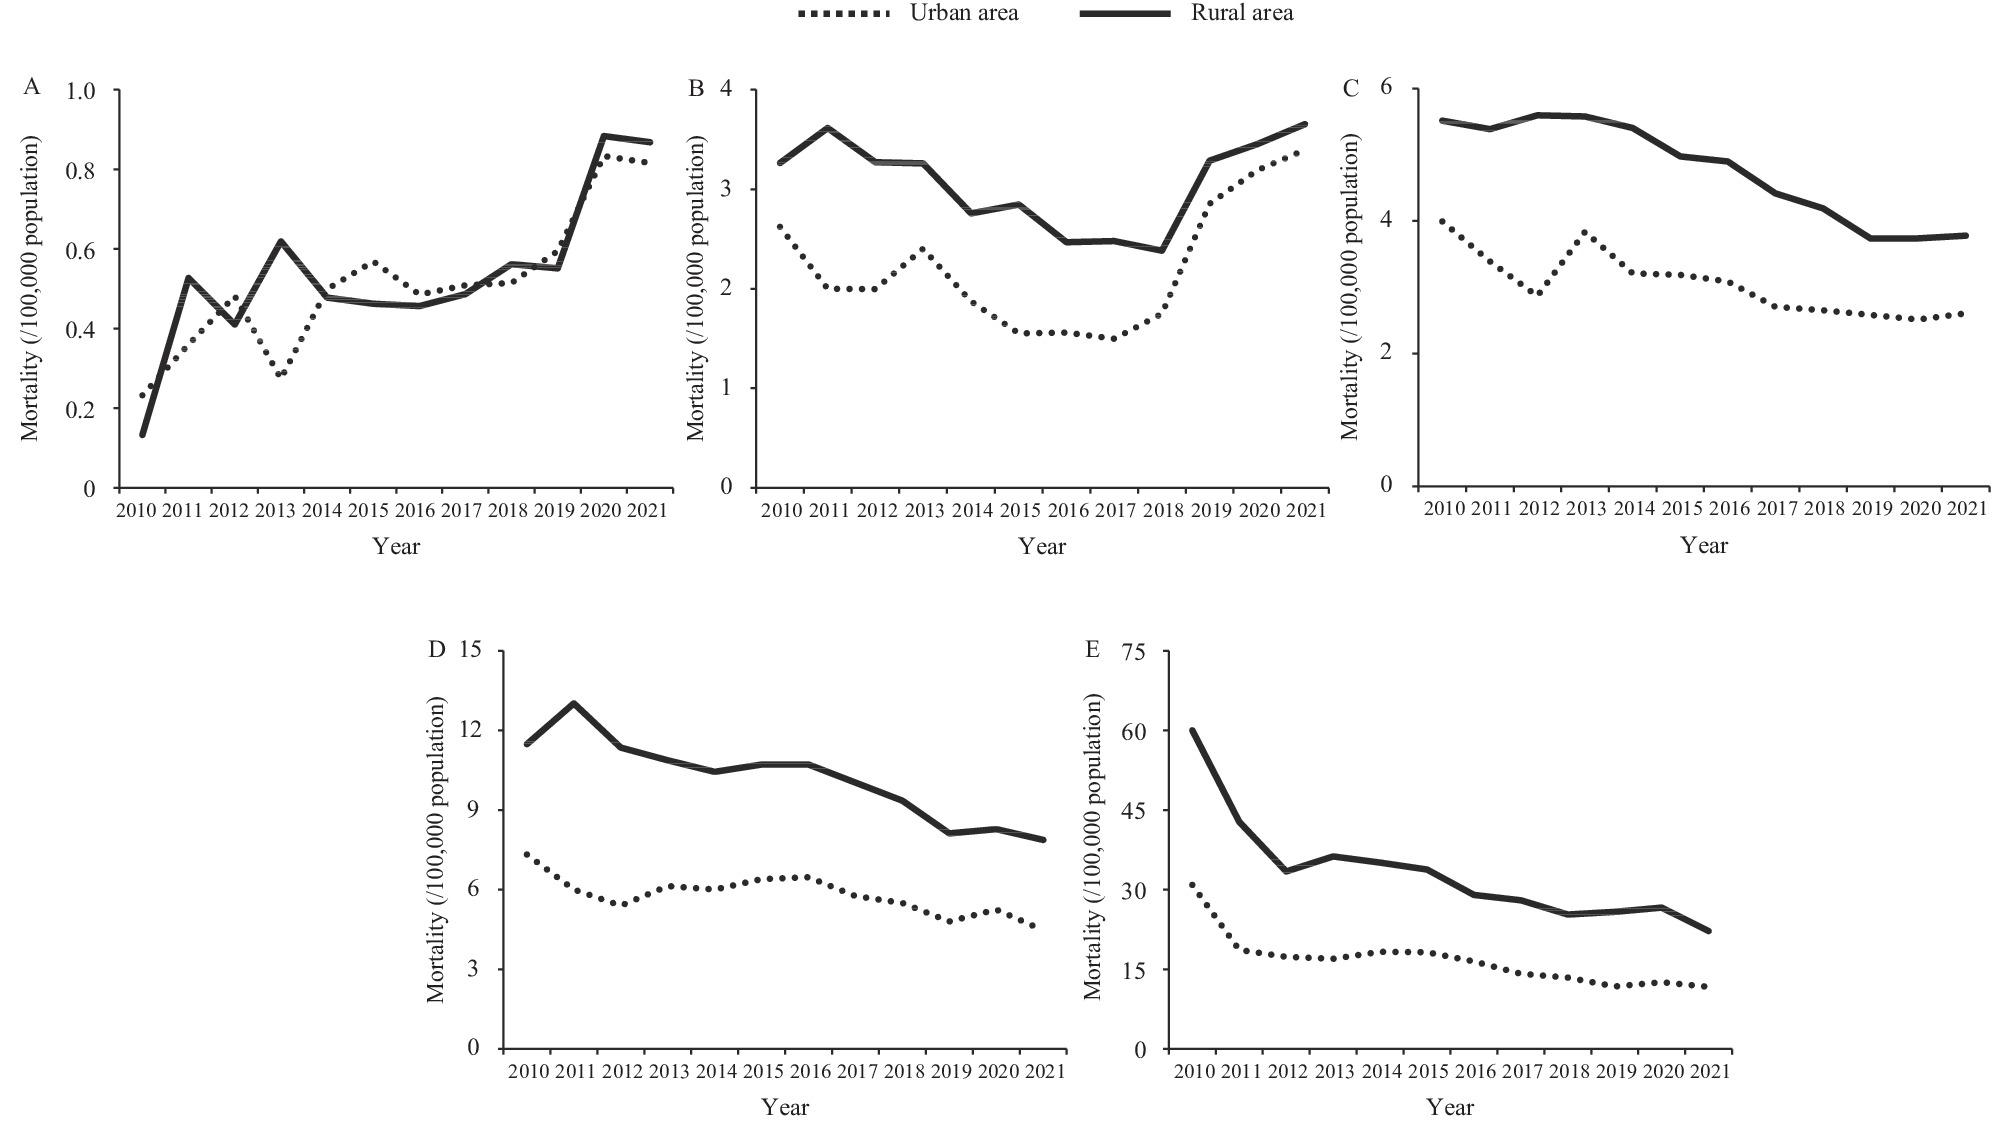 Urban area Rural area
A
1.0
0.8
0.6
0.4
0.2
0
Mortality (/100,000 population)
2010 2011 2012 2013 2014 2015 2016 2017 2018 2019 2020 2021
Year
B
4
3
2
1
0
Mortality (/100,000 population)
2010 2011 2012 2013 2014 2015 2016 2017 2018 2019 2020 2021
Year
C
6
4
2
0
Mortality (/100,000 population)
2010 2011 2012 2013 2014 2015 2016 2017 2018 2019 2020 2021
Year
D
15
12
9
6
3
0
Mortality (/100,000 population)
2010 2011 2012 2013 2014 2015 2016 2017 2018 2019 2020 2021
Year
E
75
60
45
30
15
0
Mortality (/100,000 population)
2010 2011 2012 2013 2014 2015 2016 2017 2018 2019 2020 2021
Year